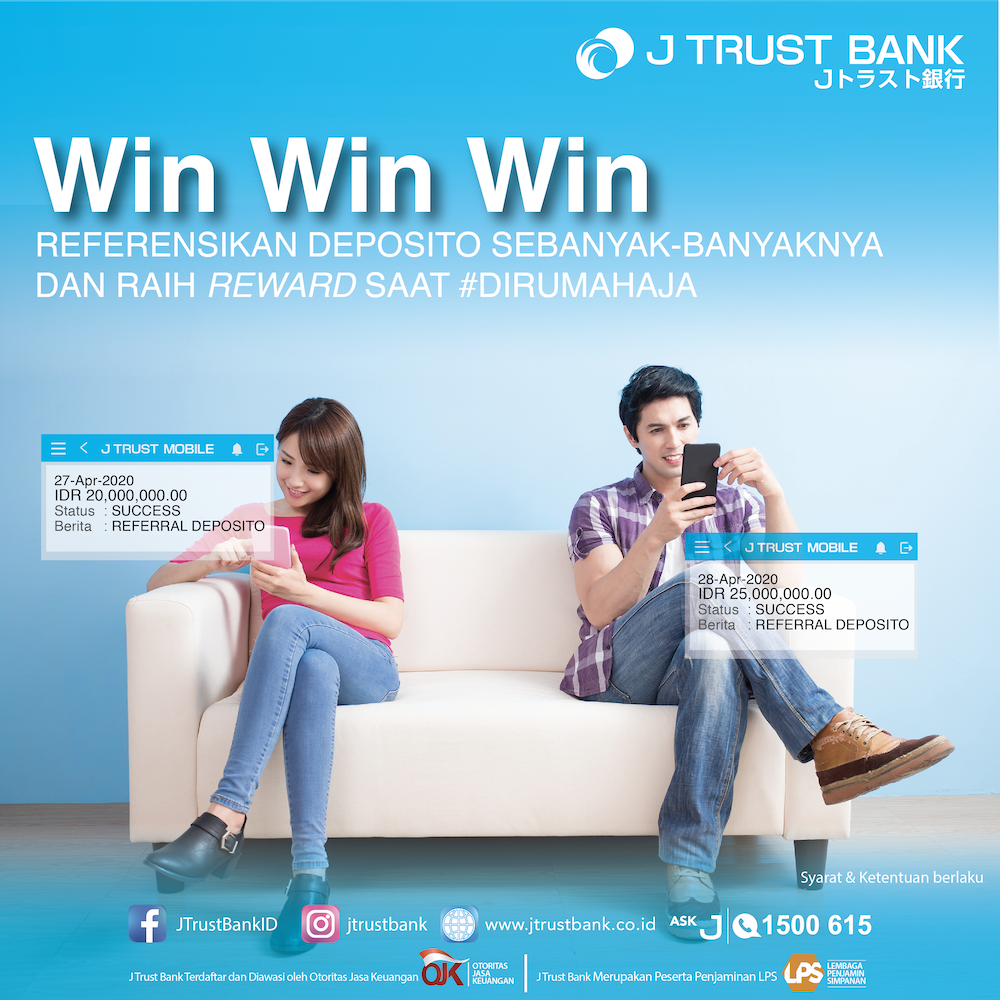 J TRUST BANK
Jトラスト銀行
Win Win Win
REFERENSIKAN DEPOSITO SEBANYAK-BANYAKNYA
DAN RAIH REWARD SAAT #DIRUMAHAJA
J TRUST MOBILE
27-Apr-2020
IDR 20,000,000.00
Status : SUCCESS
Berita : REFERRAL DEPOSITO
J TRUST MOBILE
28-Apr-2020
IDR 25,000,000.00
Status : SUCCESS
Berita : REFERRAL DEPOSITO
Syarat & Ketentuan berlaku
JTrustBankID jtrustbank www.jtrustbank.co.id ASK J 1500 615
J Trust Bank Terdaftar dan Diawasi oleh Otoritas Jasa Keuangan
OJK
OTORITAS
JASA
KEUANGAN
J Trust Bank Merupakan Peserta Penjaminan LPS
LPS
LEMBAGA
PENJAMIN
SIMPANAN